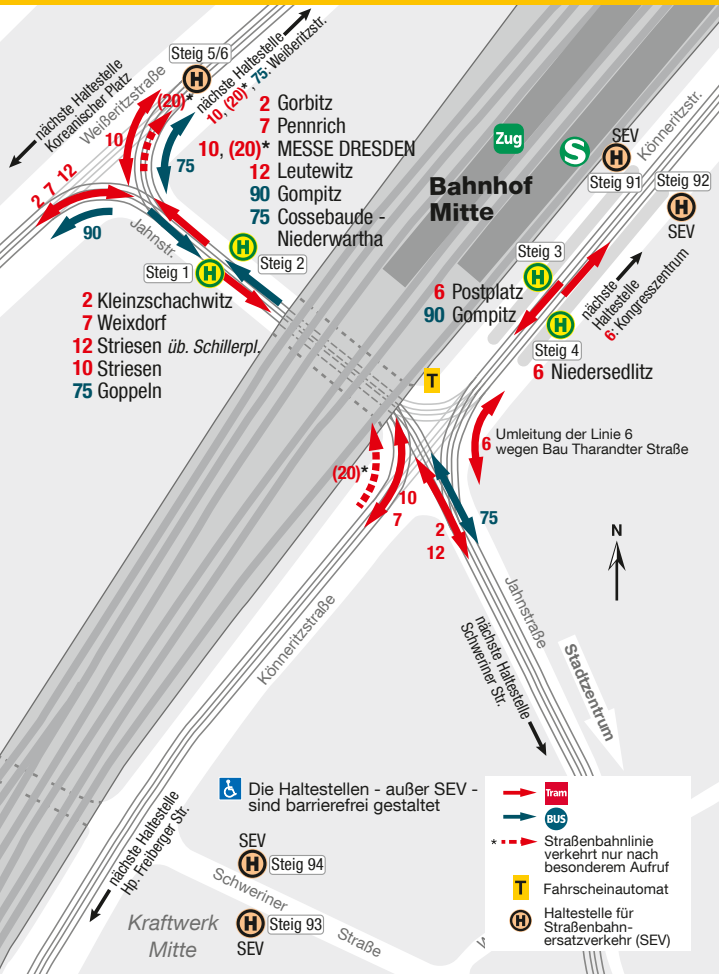 Steig 5/6
H
nächste Haltestelle
Koreanischer Platz
Weißeritzstraße
nächste Haltestelle
10, (20)*, 75: Weißeritzstr.
(20)*
10
75
2 7 12
90
Jahnstr.
2 Gorbitz
7 Pennrich
10, (20)* MESSE DRESDEN
12 Leutewitz
90 Gompitz
75 Cossebaude -
Niederwartha
H
Steig 2
Steig 1
H
2 Kleinzschachwitz
7 Weixdorf
12 Striesen üb. Schillerpl.
10 Striesen
75 Goppeln
Zug
S
Bahnhof
Mitte
SEV
H
Steig 91
Könneritzstr.
Steig 92
H
SEV
Steig 3
H
6 Postplatz
90 Gompitz
H
Steig 4
6 Niedersedlitz
nächste
Haltestelle
6: Kongresszentrum
T
6
Umleitung der Linie 6
wegen Bau Tharandter Straße
(20)*
10
7
2
12
75
N
Könneritzstraße
Jahnstraße
nächste Haltestelle
Schweriner Str.
Stadtzentrum
nächste Haltestelle
Hp. Freiberger Str.
Die Haltestellen - außer SEV -
sind barrierefrei gestaltet
SEV
H
Steig 94
Schweriner
Straße
Kraftwerk
Mitte
H
Steig 93
SEV
Tram
BUS
* Straßenbahnlinie
verkehrt nur nach
besonderem Aufruf
T Fahrscheinautomat
H Haltestelle für
Straßenbahn-
ersatzverkehr (SEV)